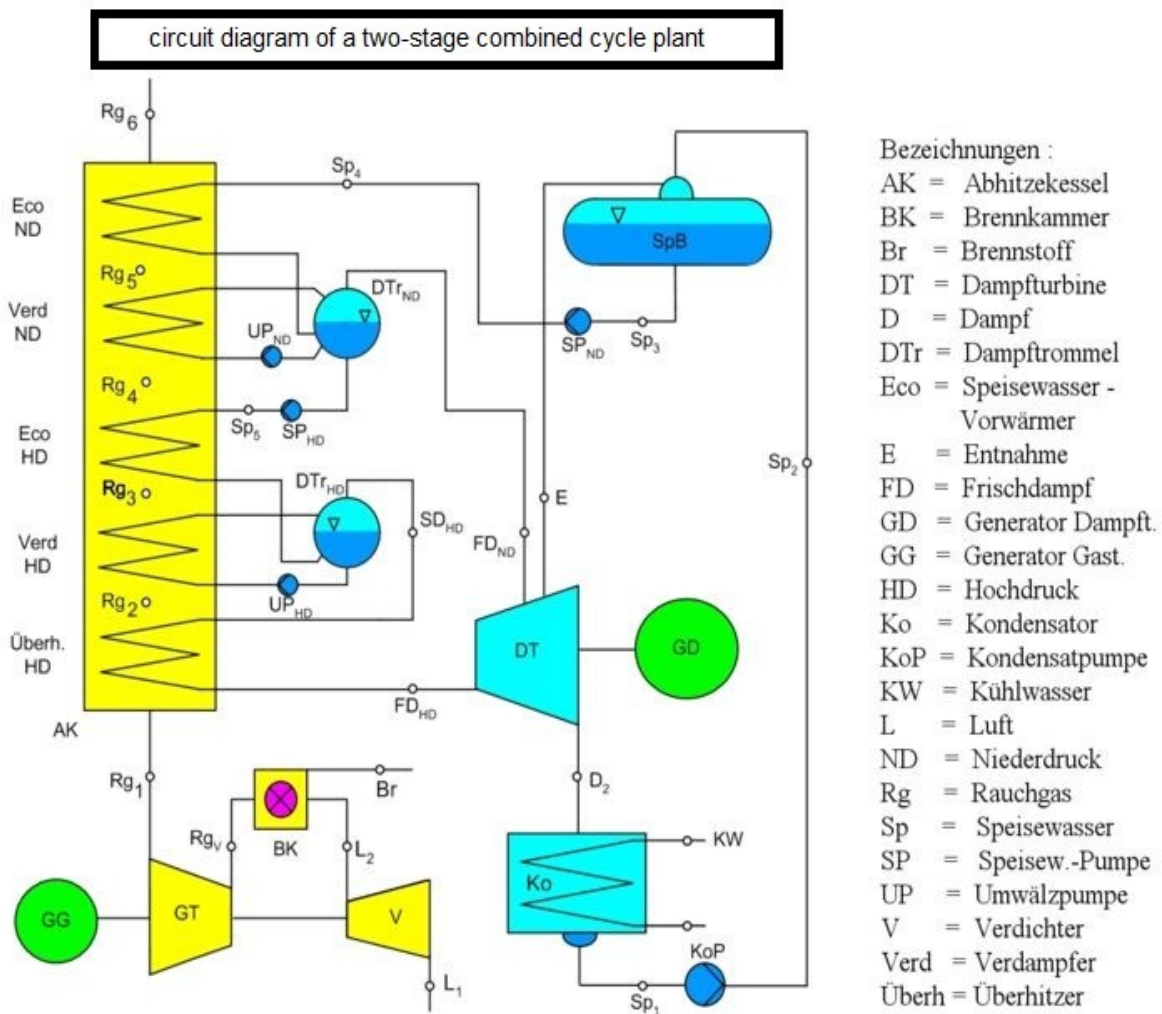 circuit diagram of a two-stage combined cycle plant
Rg6
Sp4
Eco
ND
SpB
Rg5
DTrND
Verd
ND
UPND
SPND
Sp3
Rg4
Sp5
SPHD
Eco
HD
Sp2
Rg3
DTrHD
E
SDHD
FDND
Verd
HD
UPHD
Rg2
Überh.
HD
DT
GD
FDHD
AK
Rg1
Br
D2
RgV
BK
L2
KW
Ko
GG
GT
V
KoP
L1
Sp1
Bezeichnungen :
AK = Abhitzekessel
BK = Brennkammer
Br = Brennstoff
DT = Dampfturbine
D = Dampf
DTr = Dampftrommel
Eco = Speisewasser -
Vorwärmer
E = Entnahme
FD = Frischdampf
GD = Generator Dampft.
GG = Generator Gast.
HD = Hochdruck
Ko = Kondensator
KoP = Kondensatpumpe
KW = Kühlwasser
L = Luft
ND = Niederdruck
Rg = Rauchgas
Sp = Speisewasser
SP = Speisew.-Pumpe
UP = Umwälzpumpe
V = Verdichter
Verd = Verdampfer
Überh = Überhitzer